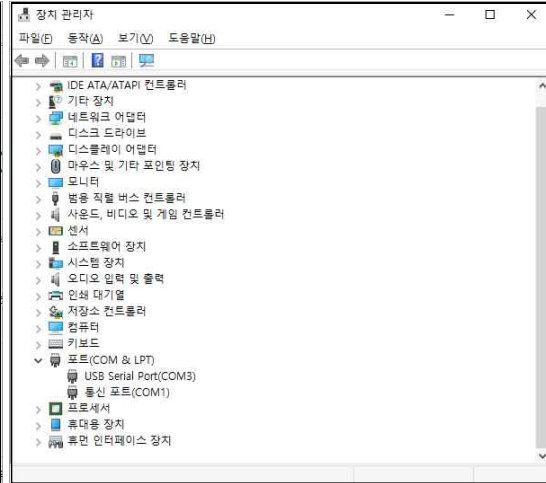 장치 관리자
파일(F) 동작(A) 보기(V) 도움말(H)
IDE ATA/ATAPI 컨트롤러
기타 장치
네트워크 어댑터
디스크 드라이브
디스플레이 어댑터
마우스 및 기타 포인팅 장치
모니터
범용 직렬 버스 컨트롤러
사운드, 비디오 및 게임 컨트롤러
센서
소프트웨어 장치
시스템 장치
오디오 입력 및 출력
인쇄 대기열
저장소 컨트롤러
컴퓨터
키보드
포트(COM & LPT)
USB Serial Port(COM3)
통신 포트(COM1)
프로세서
휴대용 장치
휴먼 인터페이스 장치